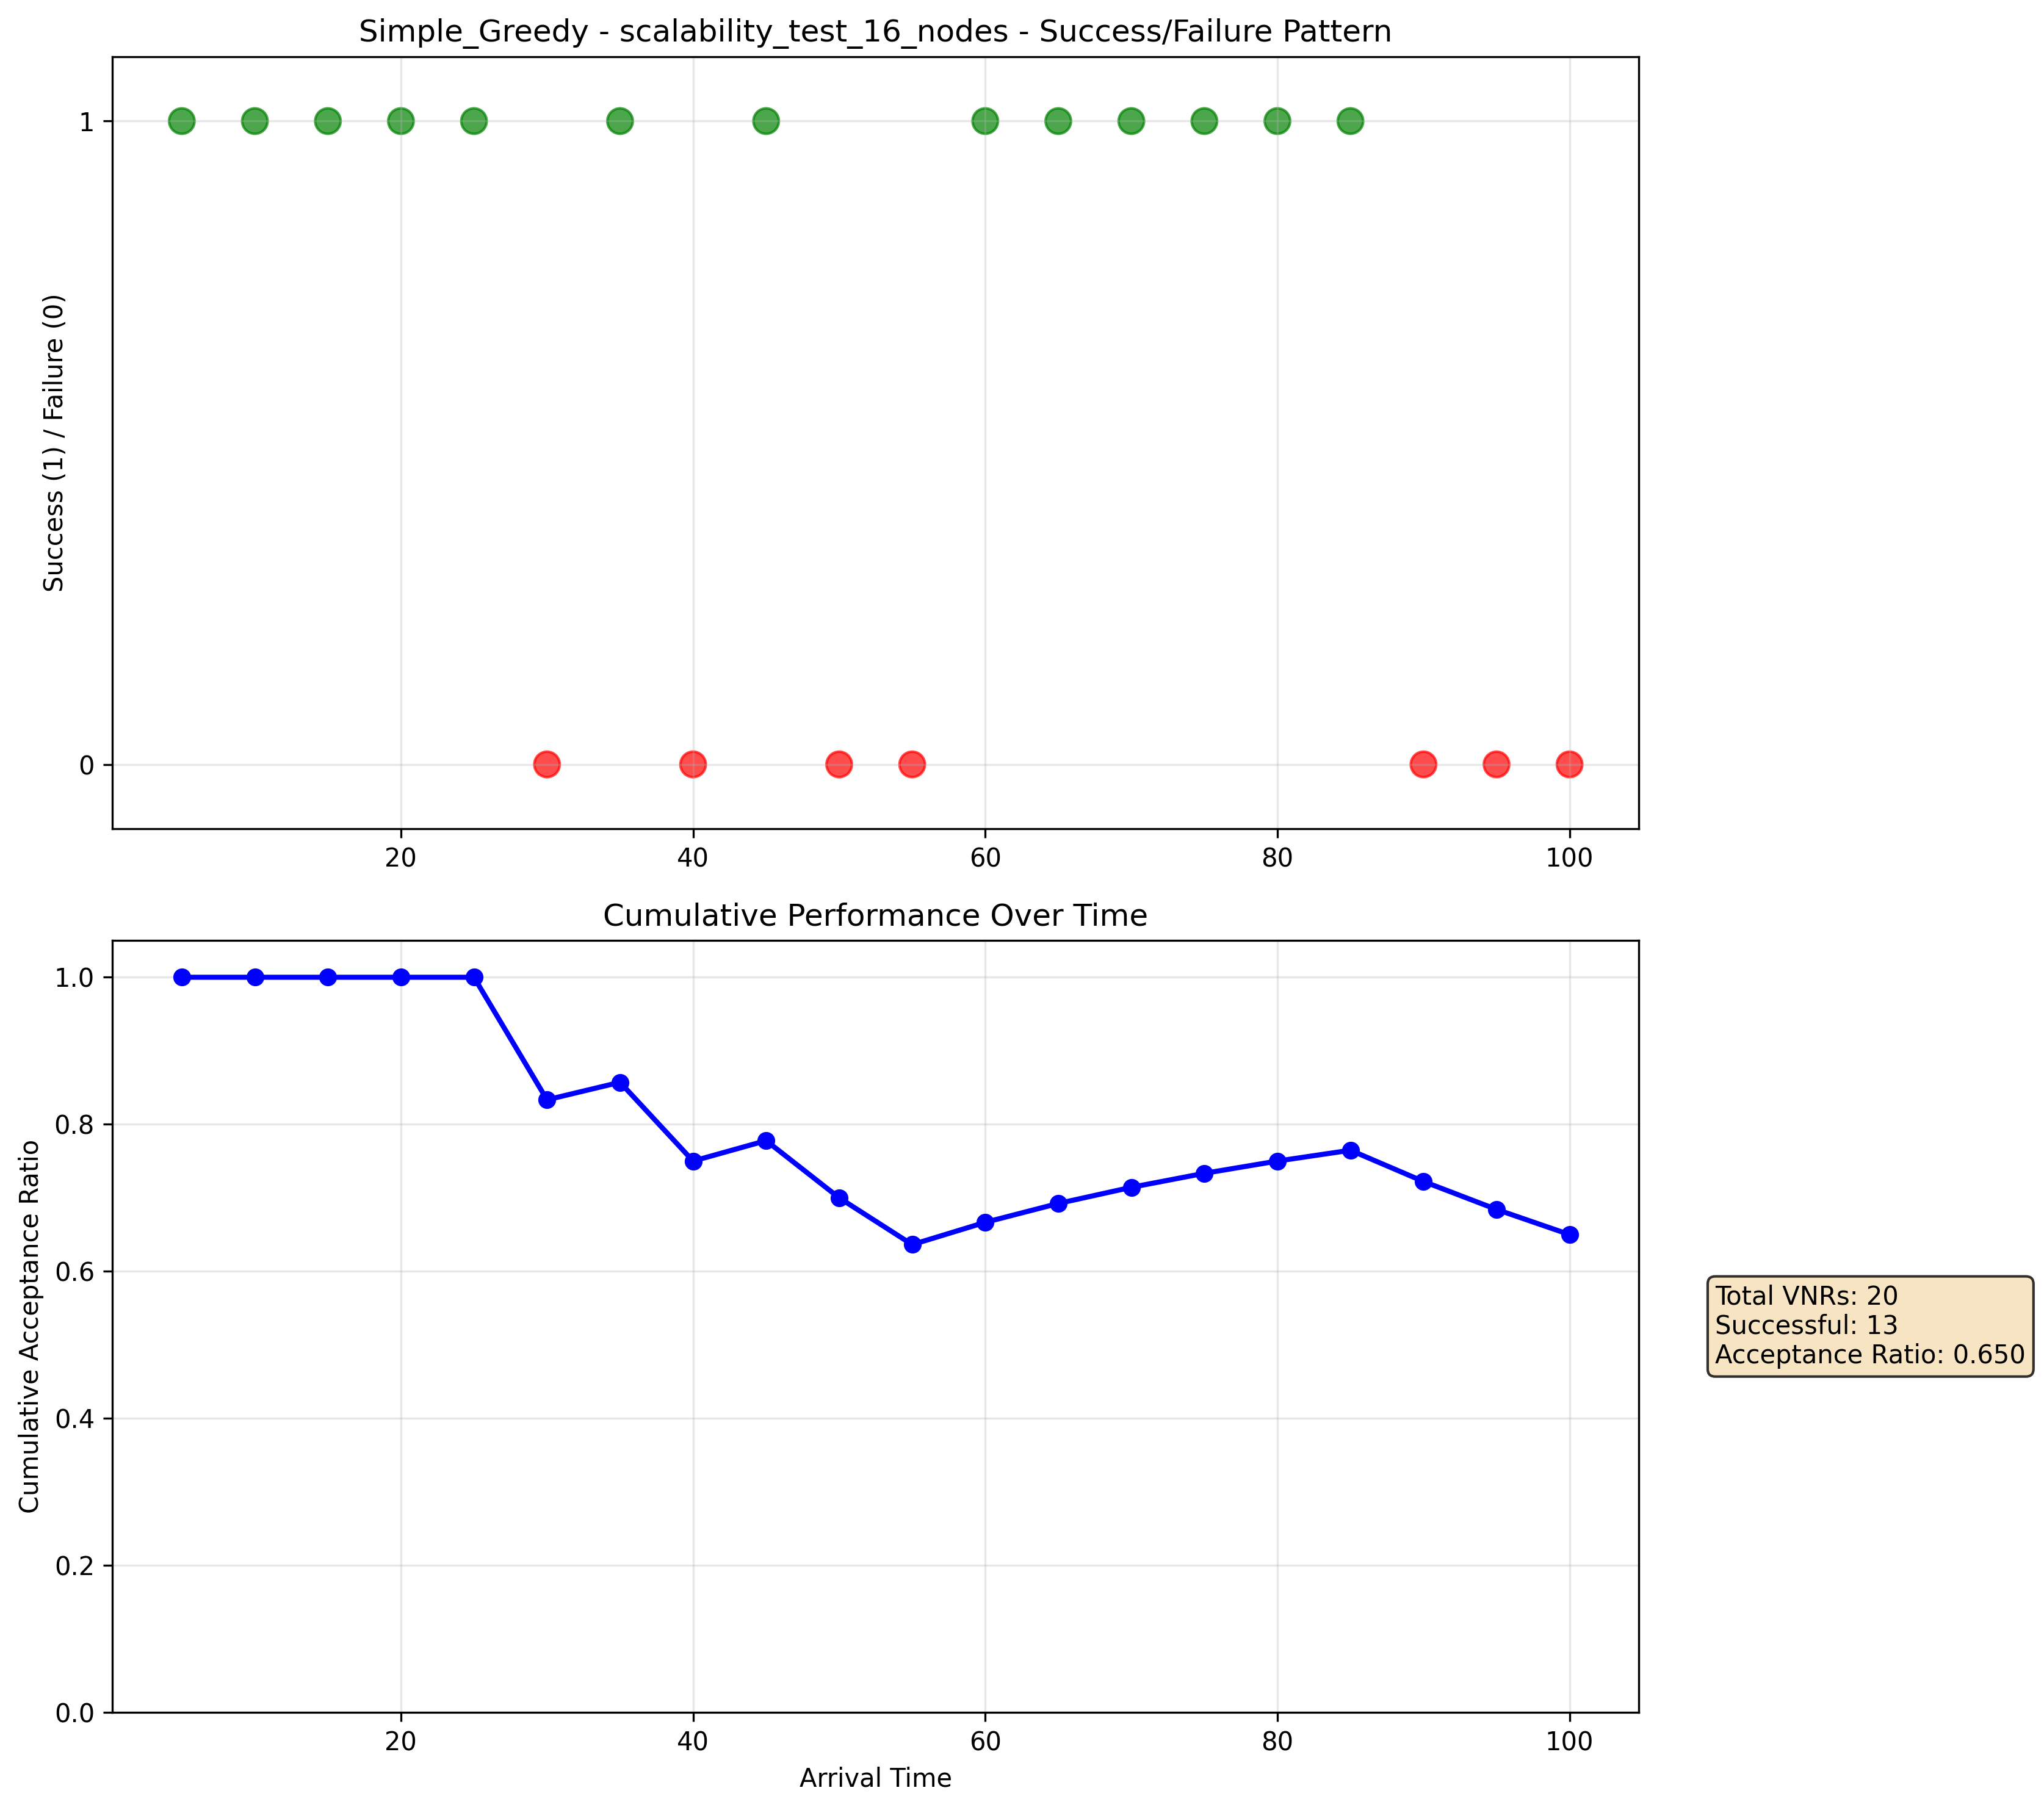 Simple_Greedy - scalability_test_16_nodes - Success/Failure Pattern
Success (1) / Failure (0)
1
0
20 40 60 80 100
Cumulative Performance Over Time
Cumulative Acceptance Ratio
1.0
0.8
0.6
0.4
0.2
0.0
20 40 60 80 100
Arrival Time
Total VNRs: 20
Successful: 13
Acceptance Ratio: 0.650